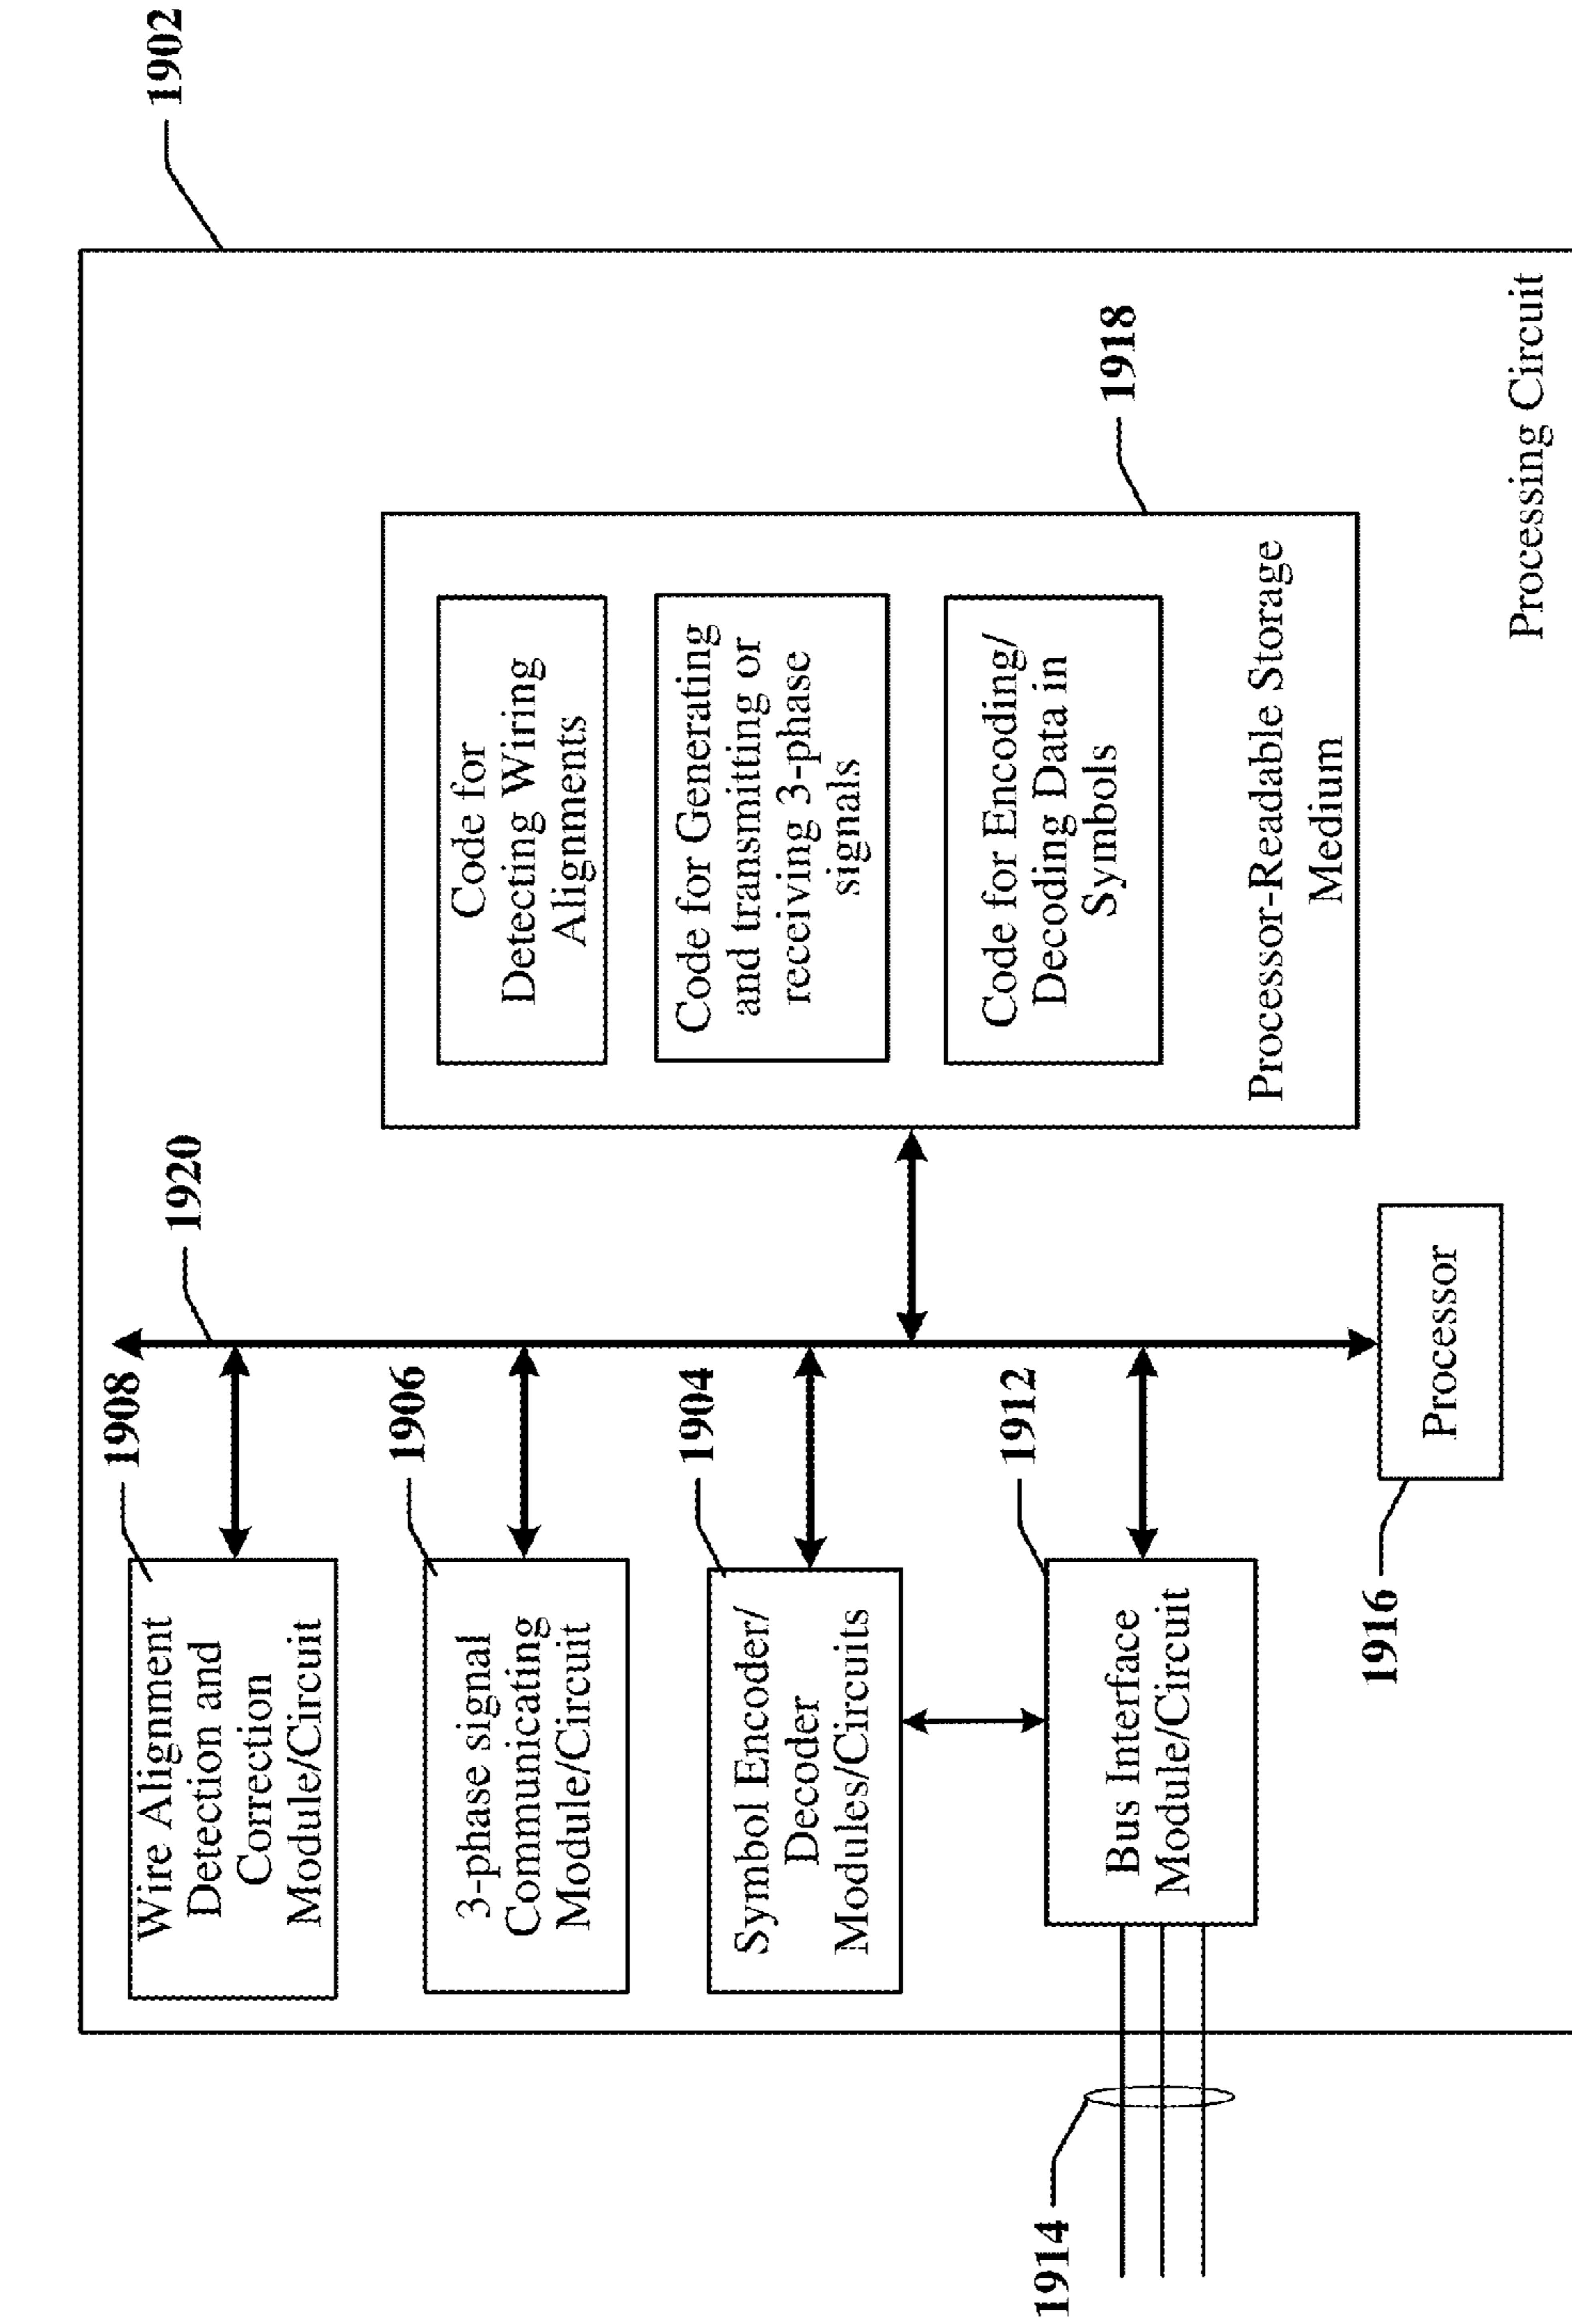 1902
1920
1908
Wire Alignment
Detection and
Correction
Module/Circuit
1906
3-phase signal
Communicating
Module/Circuit
1904
Symbol Encoder/
Decoder
Modules/Circuits
1912
Bus Interface
Module/Circuit
1914
1916
Processor
1918
Code for
Detecting Wiring
Alignments
Code for Generating
and transmitting or
receiving 3-phase
signals
Code for Encoding/
Decoding Data in
Symbols
Processor-Readable Storage
Medium
Processing Circuit